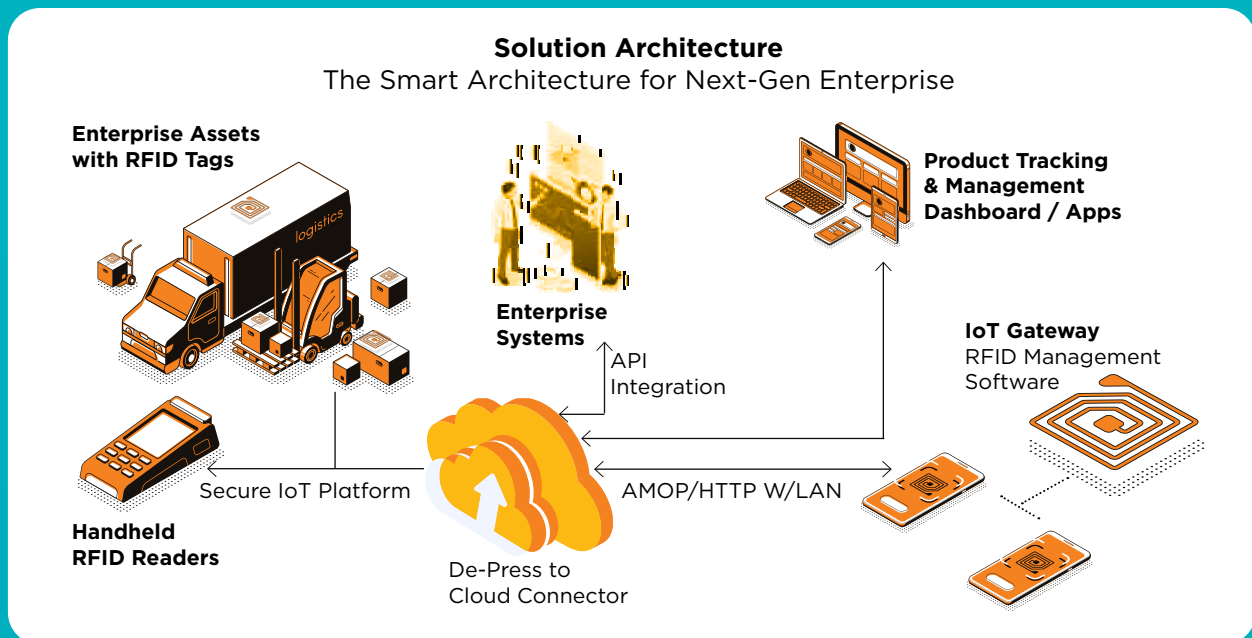 Solution Architecture
The Smart Architecture for Next-Gen Enterprise
Enterprise Assets
with RFID Tags
logistics
Enterprise
Systems
Product Tracking
& Management
Dashboard / Apps
API
Integration
IoT Gateway
RFID Management
Software
Secure IoT Platform
AMOP/HTTP W/LAN
Handheld
RFID Readers
De-Press to
Cloud Connector